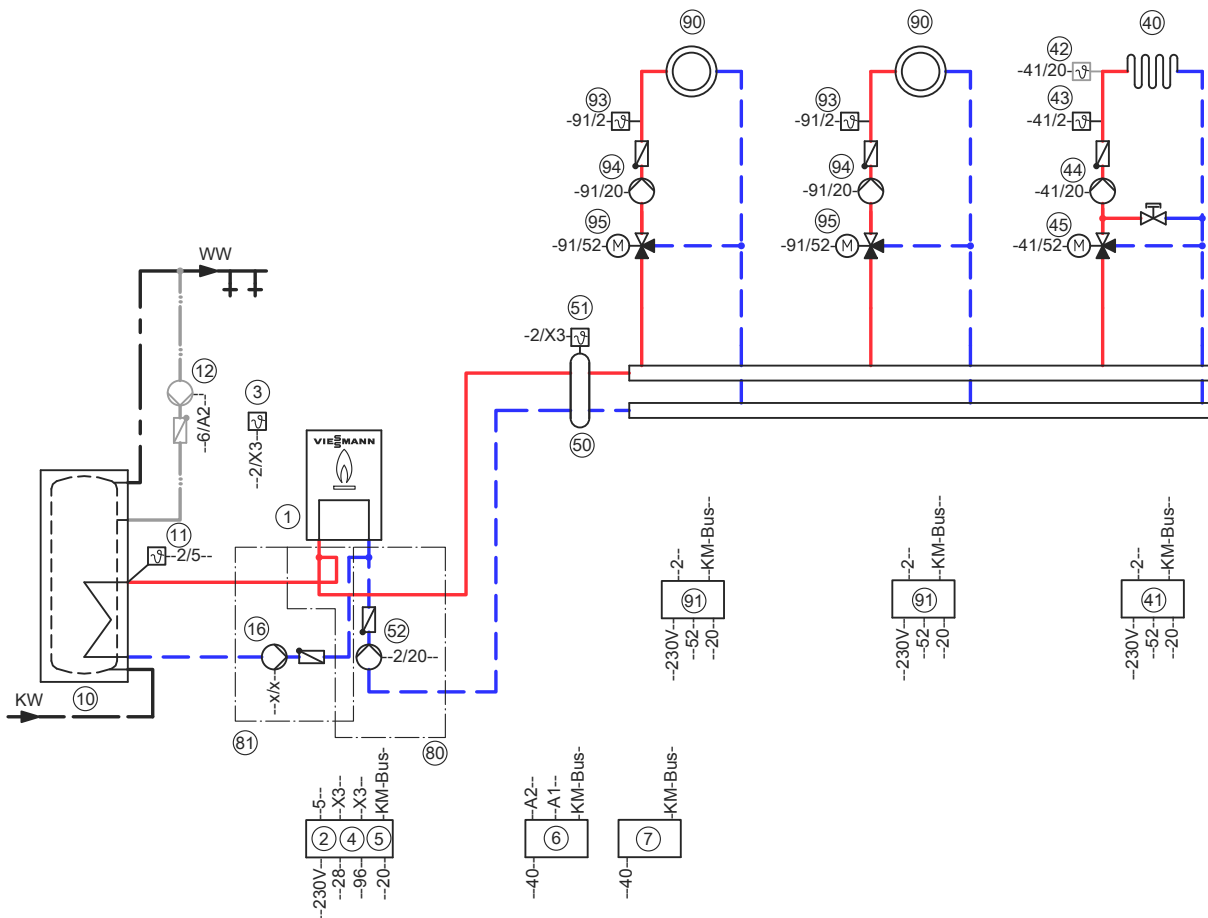 90
90
40
42
-41/20-
93
-91/2-
93
-91/2-
43
-41/2-
94
-91/20-
94
-91/20-
44
-41/20-
95
-91/52-
M
95
-91/52-
M
45
-41/52-
M
WW
51
-2/X3-
12
--6/A2--
3
--2/X3--
VIESSMANN
50
1
11
--2/5--
16
--x/x--
52
--2/20--
KW
10
81
80
--2--
KM-Bus--
91
--230V--
--52--
--20--
--2--
KM-Bus--
91
--230V--
--52--
--20--
--2--
KM-Bus--
41
--230V--
--52--
--20--
--5--
--X3--
--X3--
KM-Bus-
2
4
5
--230V--
--28--
--96--
--20--
--A2--
--A1--
KM-Bus-
6
--40--
KM-Bus--
7
--40--